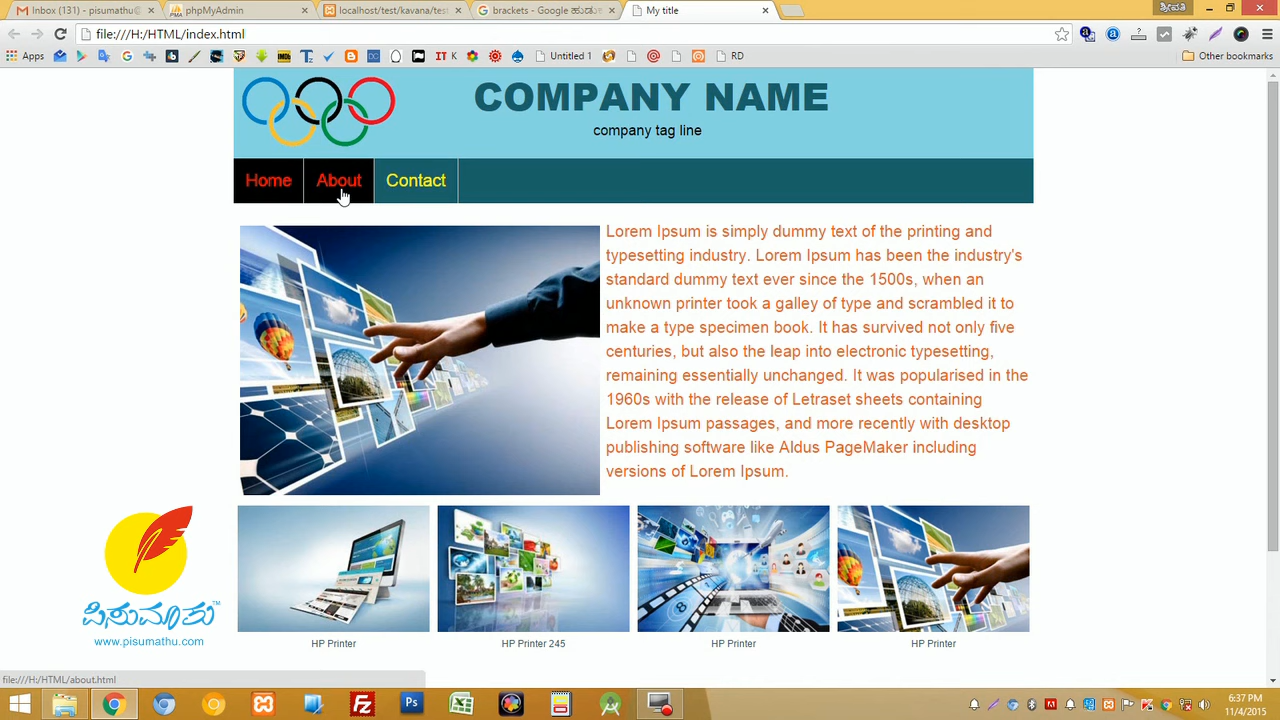 Inbox (131) - pisumathu@
phpMyAdmin
localhost/test/kavana/test
brackets - Google ಹುಡು
My title
file:///H:/HTML/index.html
Apps
IT K
Untitled 1
RD
Other bookmarks
COMPANY NAME
company tag line
Home
About
Contact
Lorem Ipsum is simply dummy text of the printing and
typesetting industry. Lorem Ipsum has been the industry's
standard dummy text ever since the 1500s, when an
unknown printer took a galley of type and scrambled it to
make a type specimen book. It has survived not only five
centuries, but also the leap into electronic typesetting,
remaining essentially unchanged. It was popularised in the
1960s with the release of Letraset sheets containing
Lorem Ipsum passages, and more recently with desktop
publishing software like Aldus PageMaker including
versions of Lorem Ipsum.
ಪಿಸುಮಾತು™
www.pisumathu.com
HP Printer
HP Printer 245
HP Printer
HP Printer
file:///H:/HTML/about.html
6:37 PM
11/4/2015